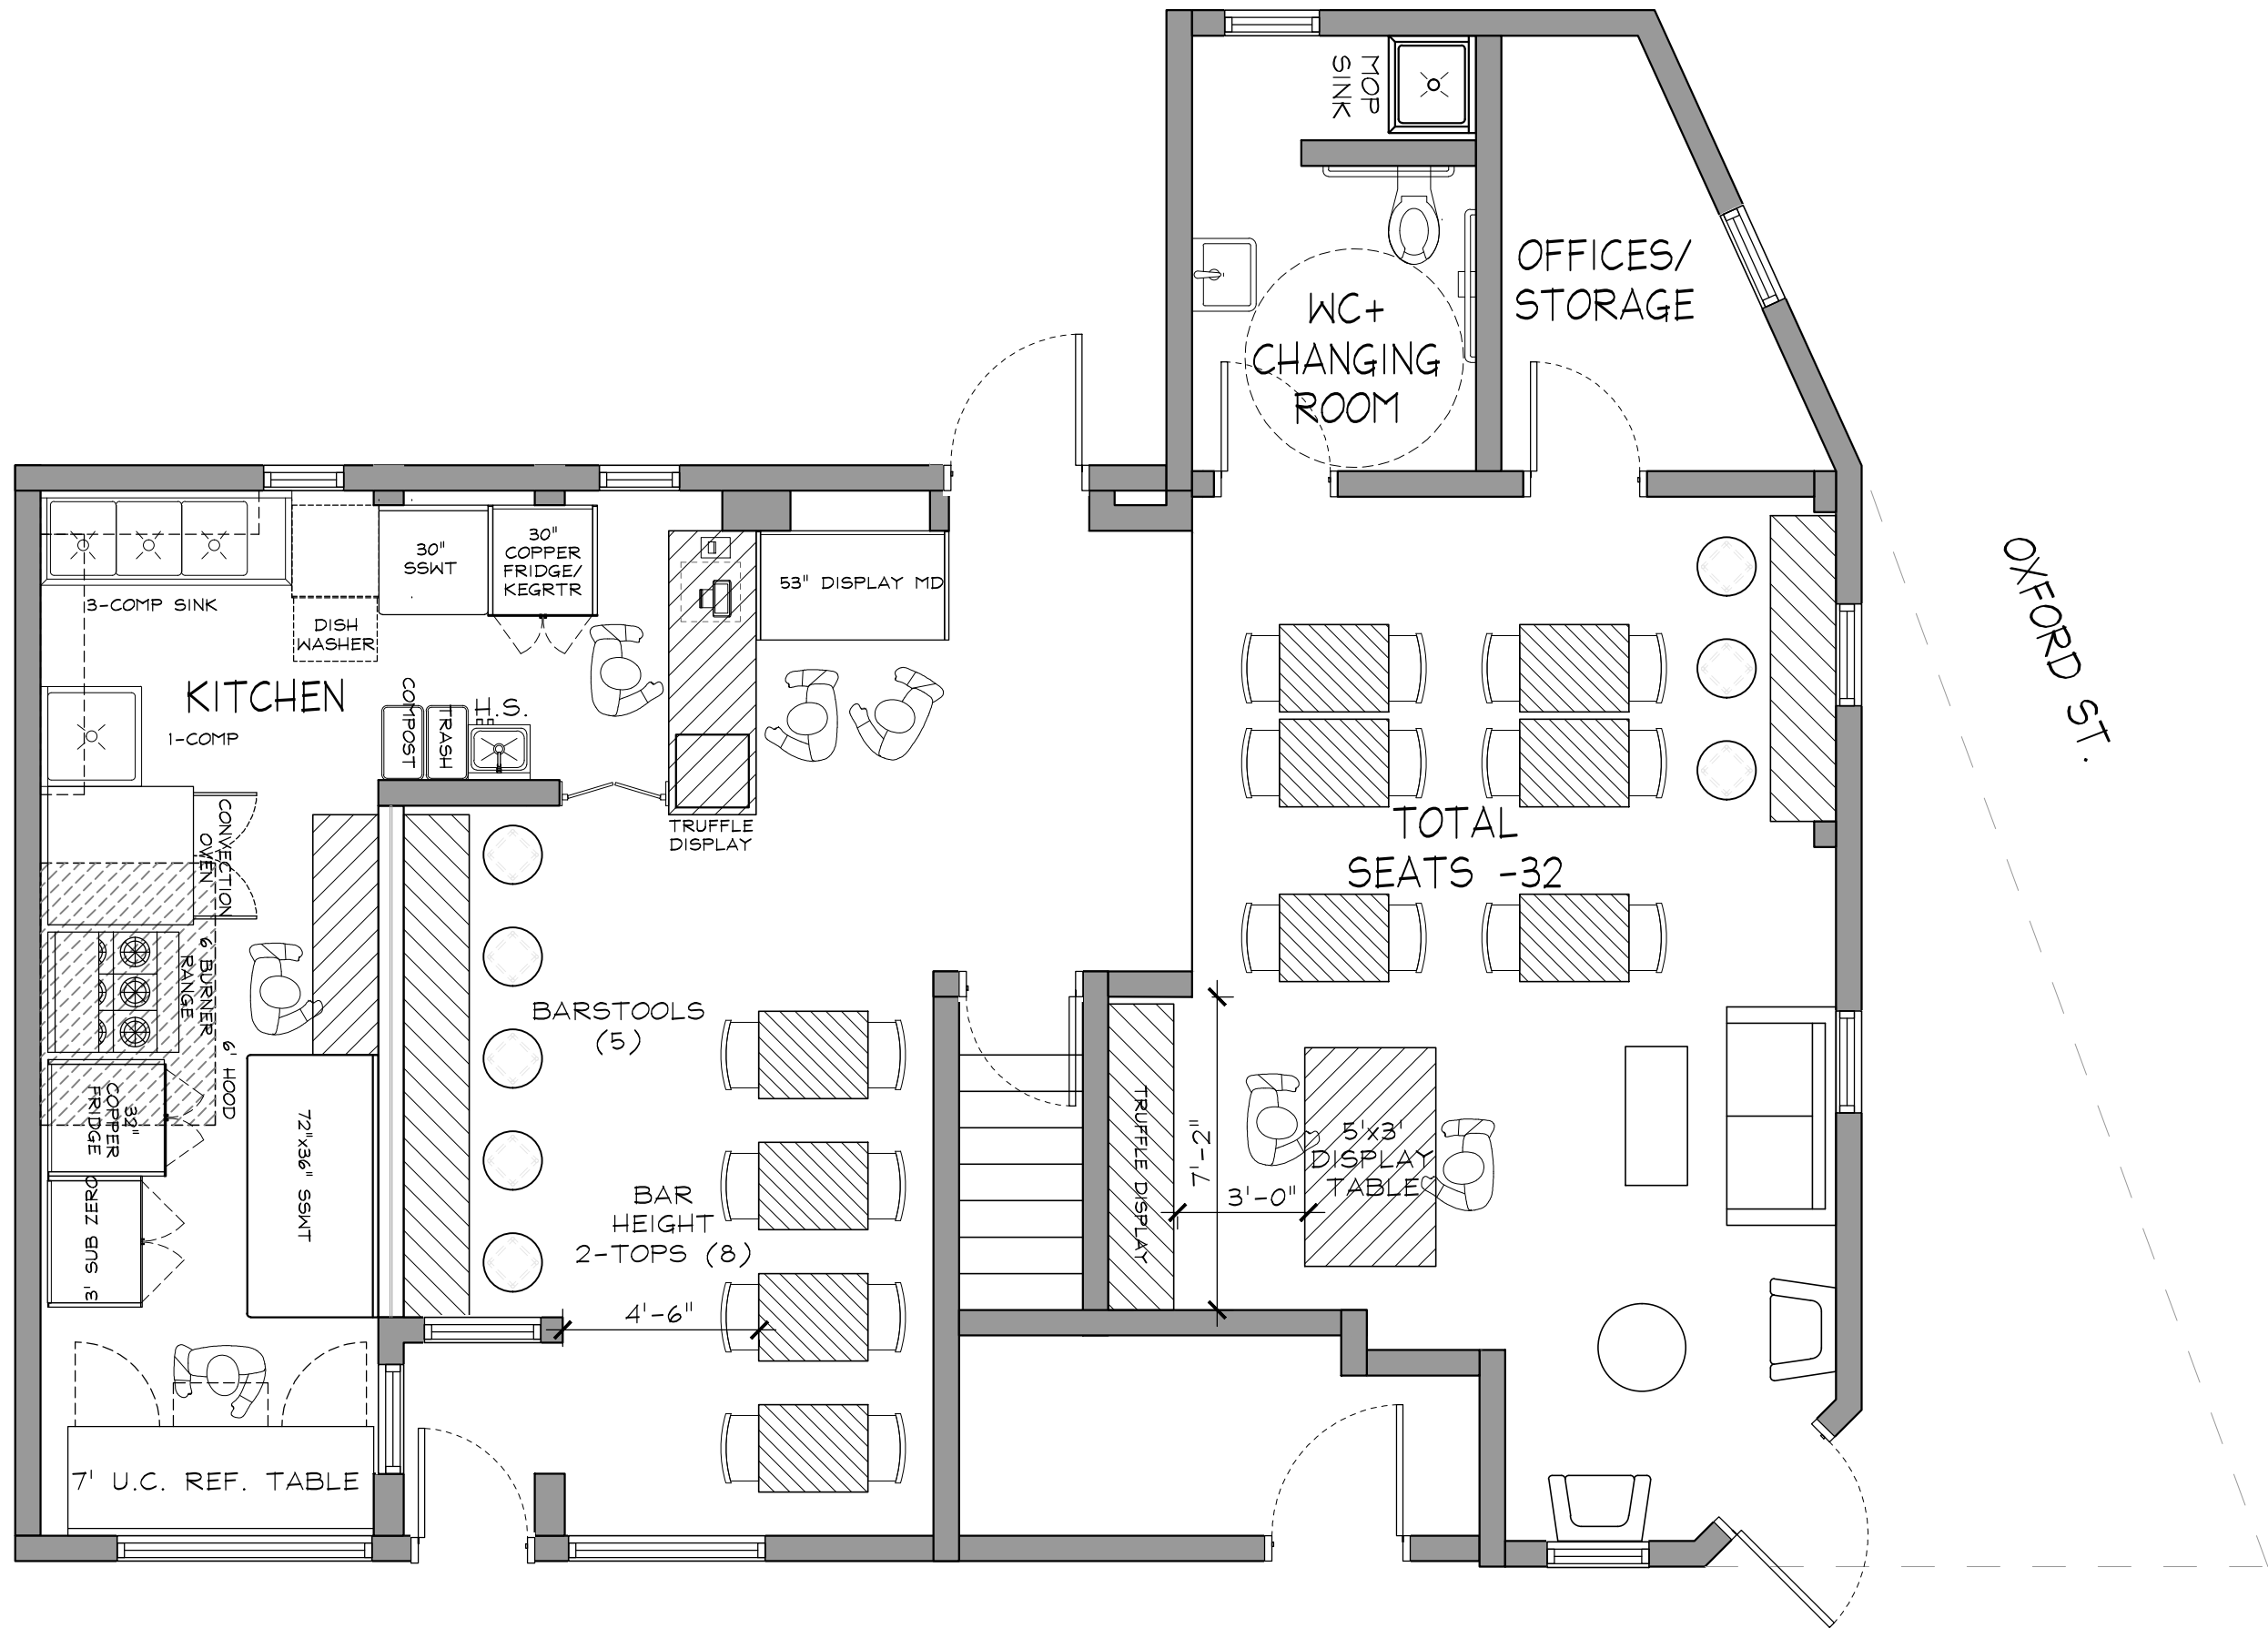 MOP
SINK
OFFICES/
STORAGE
WC+
CHANGING
ROOM
OXFORD ST.
30"
SSWT
30"
COPPER
FRIDGE/
KEGRTR
53" DISPLAY MD
3-COMP SINK
DISH
WASHER
KITCHEN
COMPOST
TRASH
H.S.
1-COMP
CONVECTION
OVEN
TRUFFLE
DISPLAY
TOTAL
SEATS -32
6 BURNER
RANGE
6' HOOD
BARSTOOLS
(5)
32"
COPPER
FRIDGE
72"x36" SSWT
3' SUB ZERO
BAR
HEIGHT
2-TOPS (8)
4'-6"
TRUFFLE DISPLAY
7'-2"
3'-0"
5'x3'
DISPLAY
TABLE
7' U.C. REF. TABLE